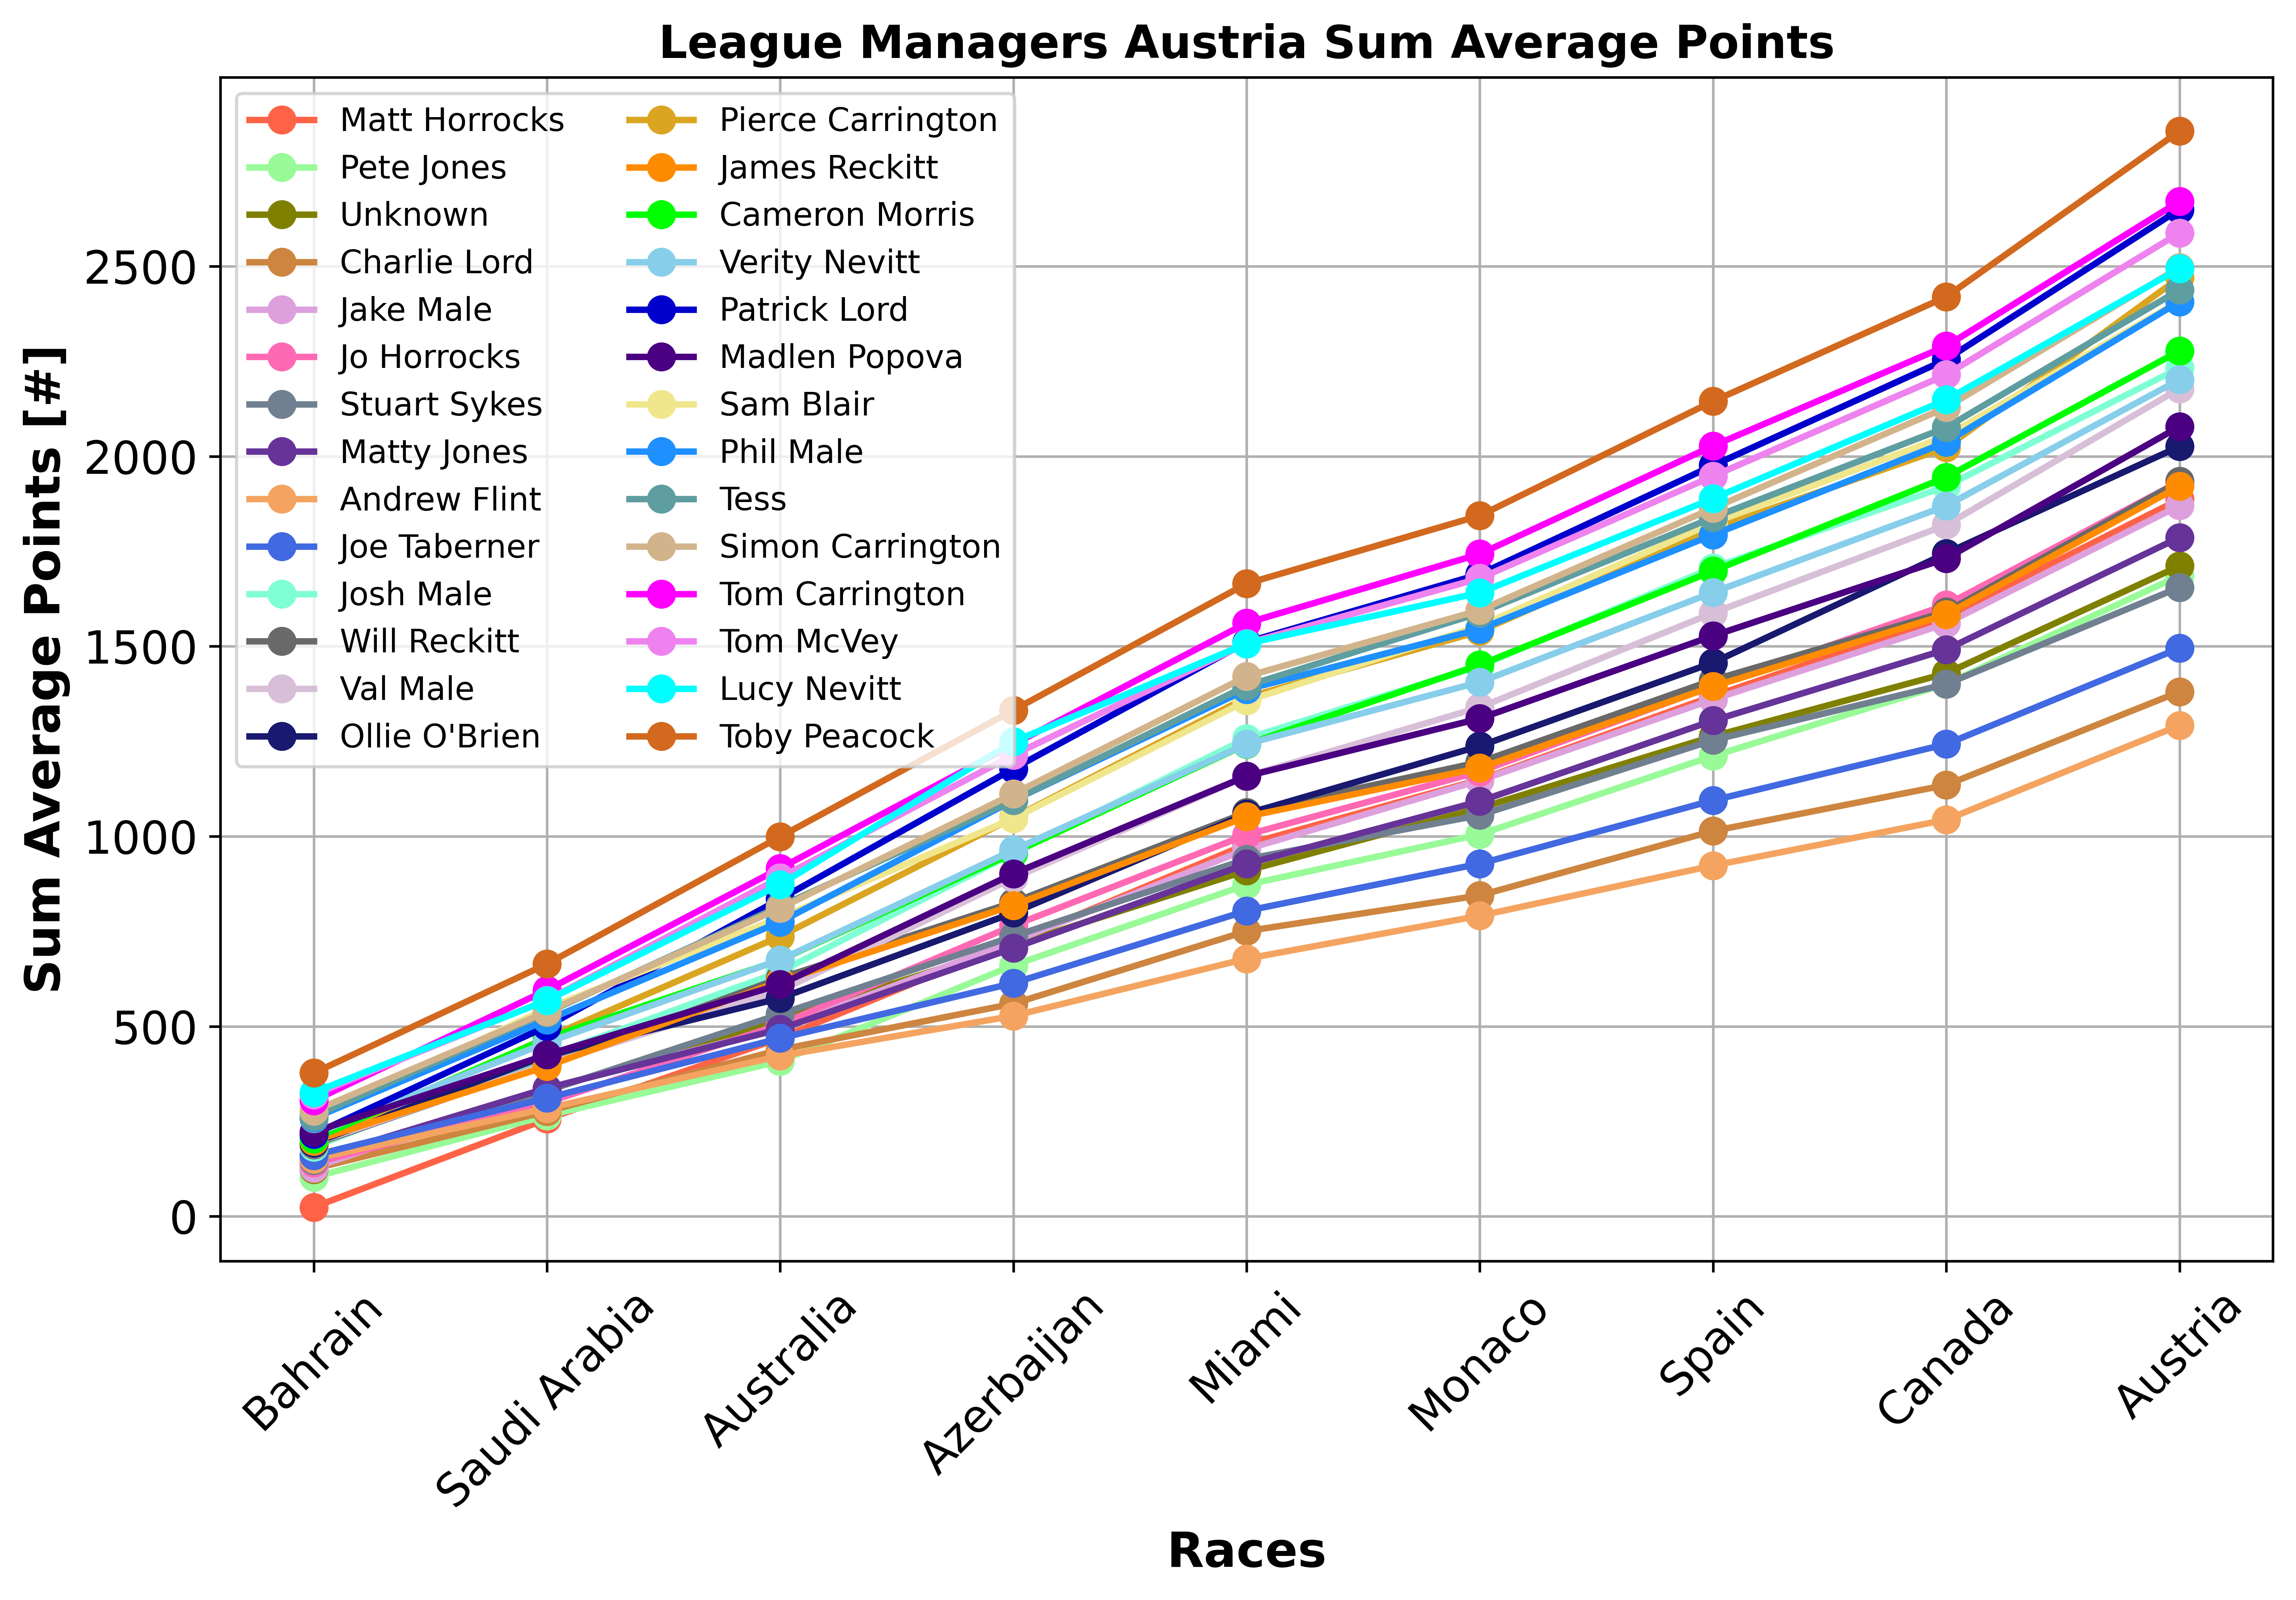 League Managers Austria Sum Average Points
Matt Horrocks
Pete Jones
Unknown
Charlie Lord
Jake Male
Jo Horrocks
Stuart Sykes
Matty Jones
Andrew Flint
Joe Taberner
Josh Male
Will Reckitt
Val Male
Ollie O'Brien
Pierce Carrington
James Reckitt
Cameron Morris
Verity Nevitt
Patrick Lord
Madlen Popova
Sam Blair
Phil Male
Tess
Simon Carrington
Tom Carrington
Tom McVey
Lucy Nevitt
Toby Peacock
Sum Average Points [#]
2500
2000
1500
1000
500
0
Bahrain
Saudi Arabia
Australia
Azerbaijan
Miami
Monaco
Spain
Canada
Austria
Races